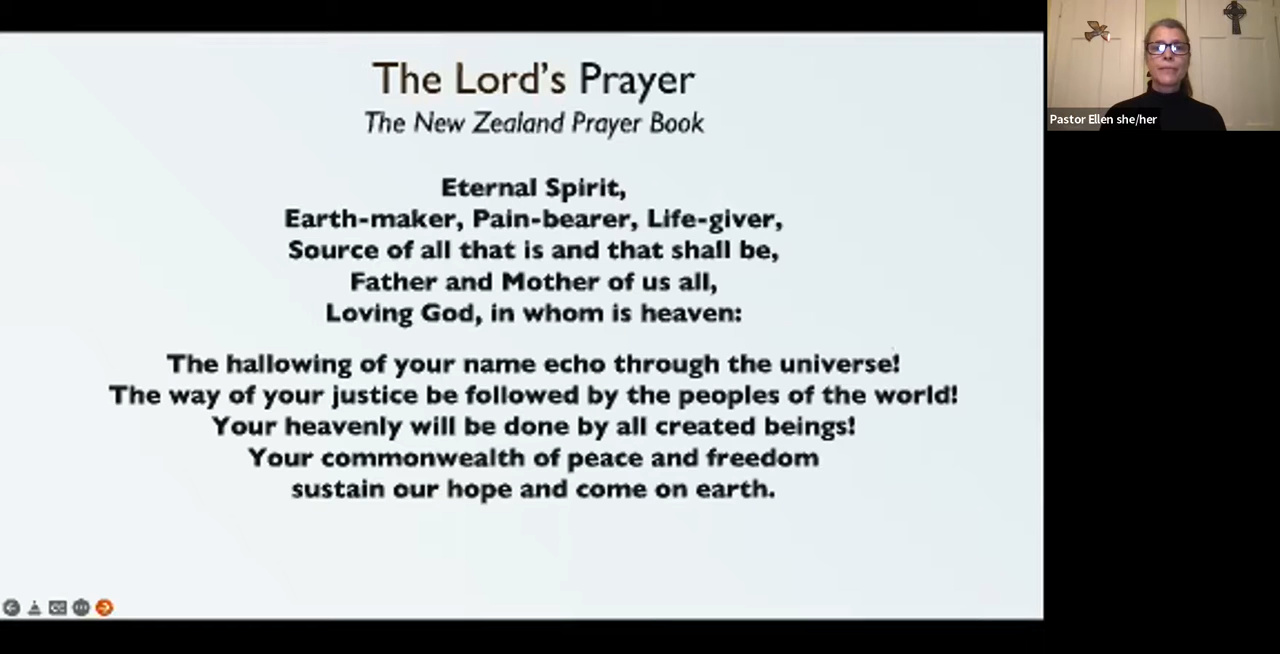 The Lord's Prayer
The New Zealand Prayer Book
Eternal Spirit,
Earth-maker, Pain-bearer, Life-giver,
Source of all that is and that shall be,
Father and Mother of us all,
Loving God, in whom is heaven:
The hallowing of your name echo through the universe!
The way of your justice be followed by the peoples of the world!
Your heavenly will be done by all created beings!
Your commonwealth of peace and freedom
sustain our hope and come on earth.
Pastor Ellen she/her